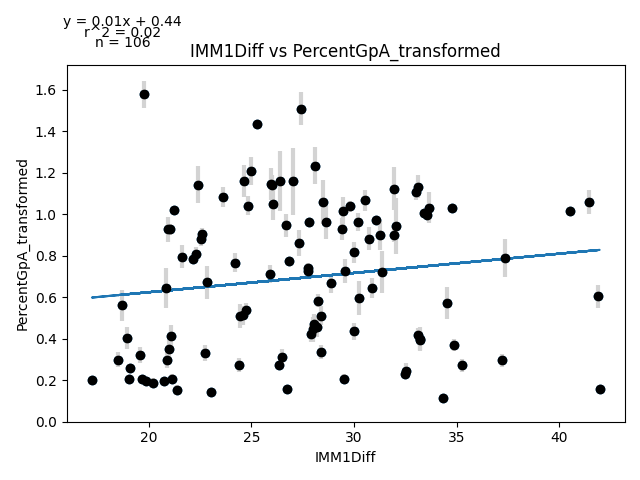 y = 0.01x + 0.44
r^2 = 0.02
n = 106
IMM1Diff vs PercentGpA_transformed
PercentGpA_transformed
1.6
1.4
1.2
1.0
0.8
0.6
0.4
0.2
0.0
20 25 30 35 40
IMM1Diff